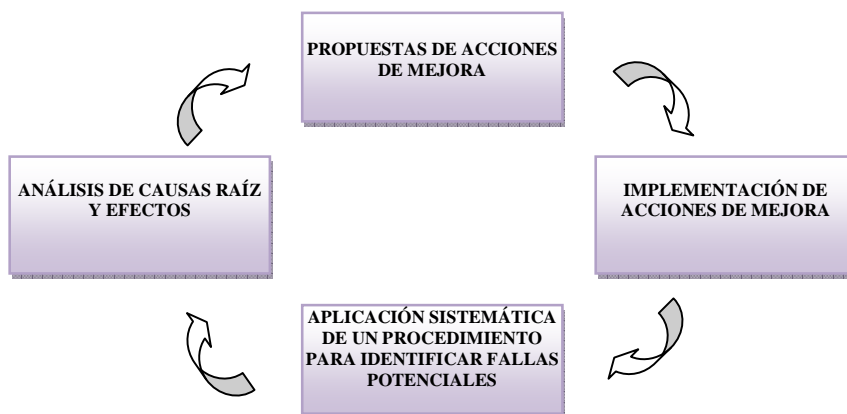 PROPUESTAS DE ACCIONES
DE MEJORA
ANÁLISIS DE CAUSAS RAÍZ
Y EFECTOS
IMPLEMENTACIÓN DE
ACCIONES DE MEJORA
APLICACIÓN SISTEMÁTICA
DE UN PROCEDIMIENTO
PARA IDENTIFICAR FALLAS
POTENCIALES